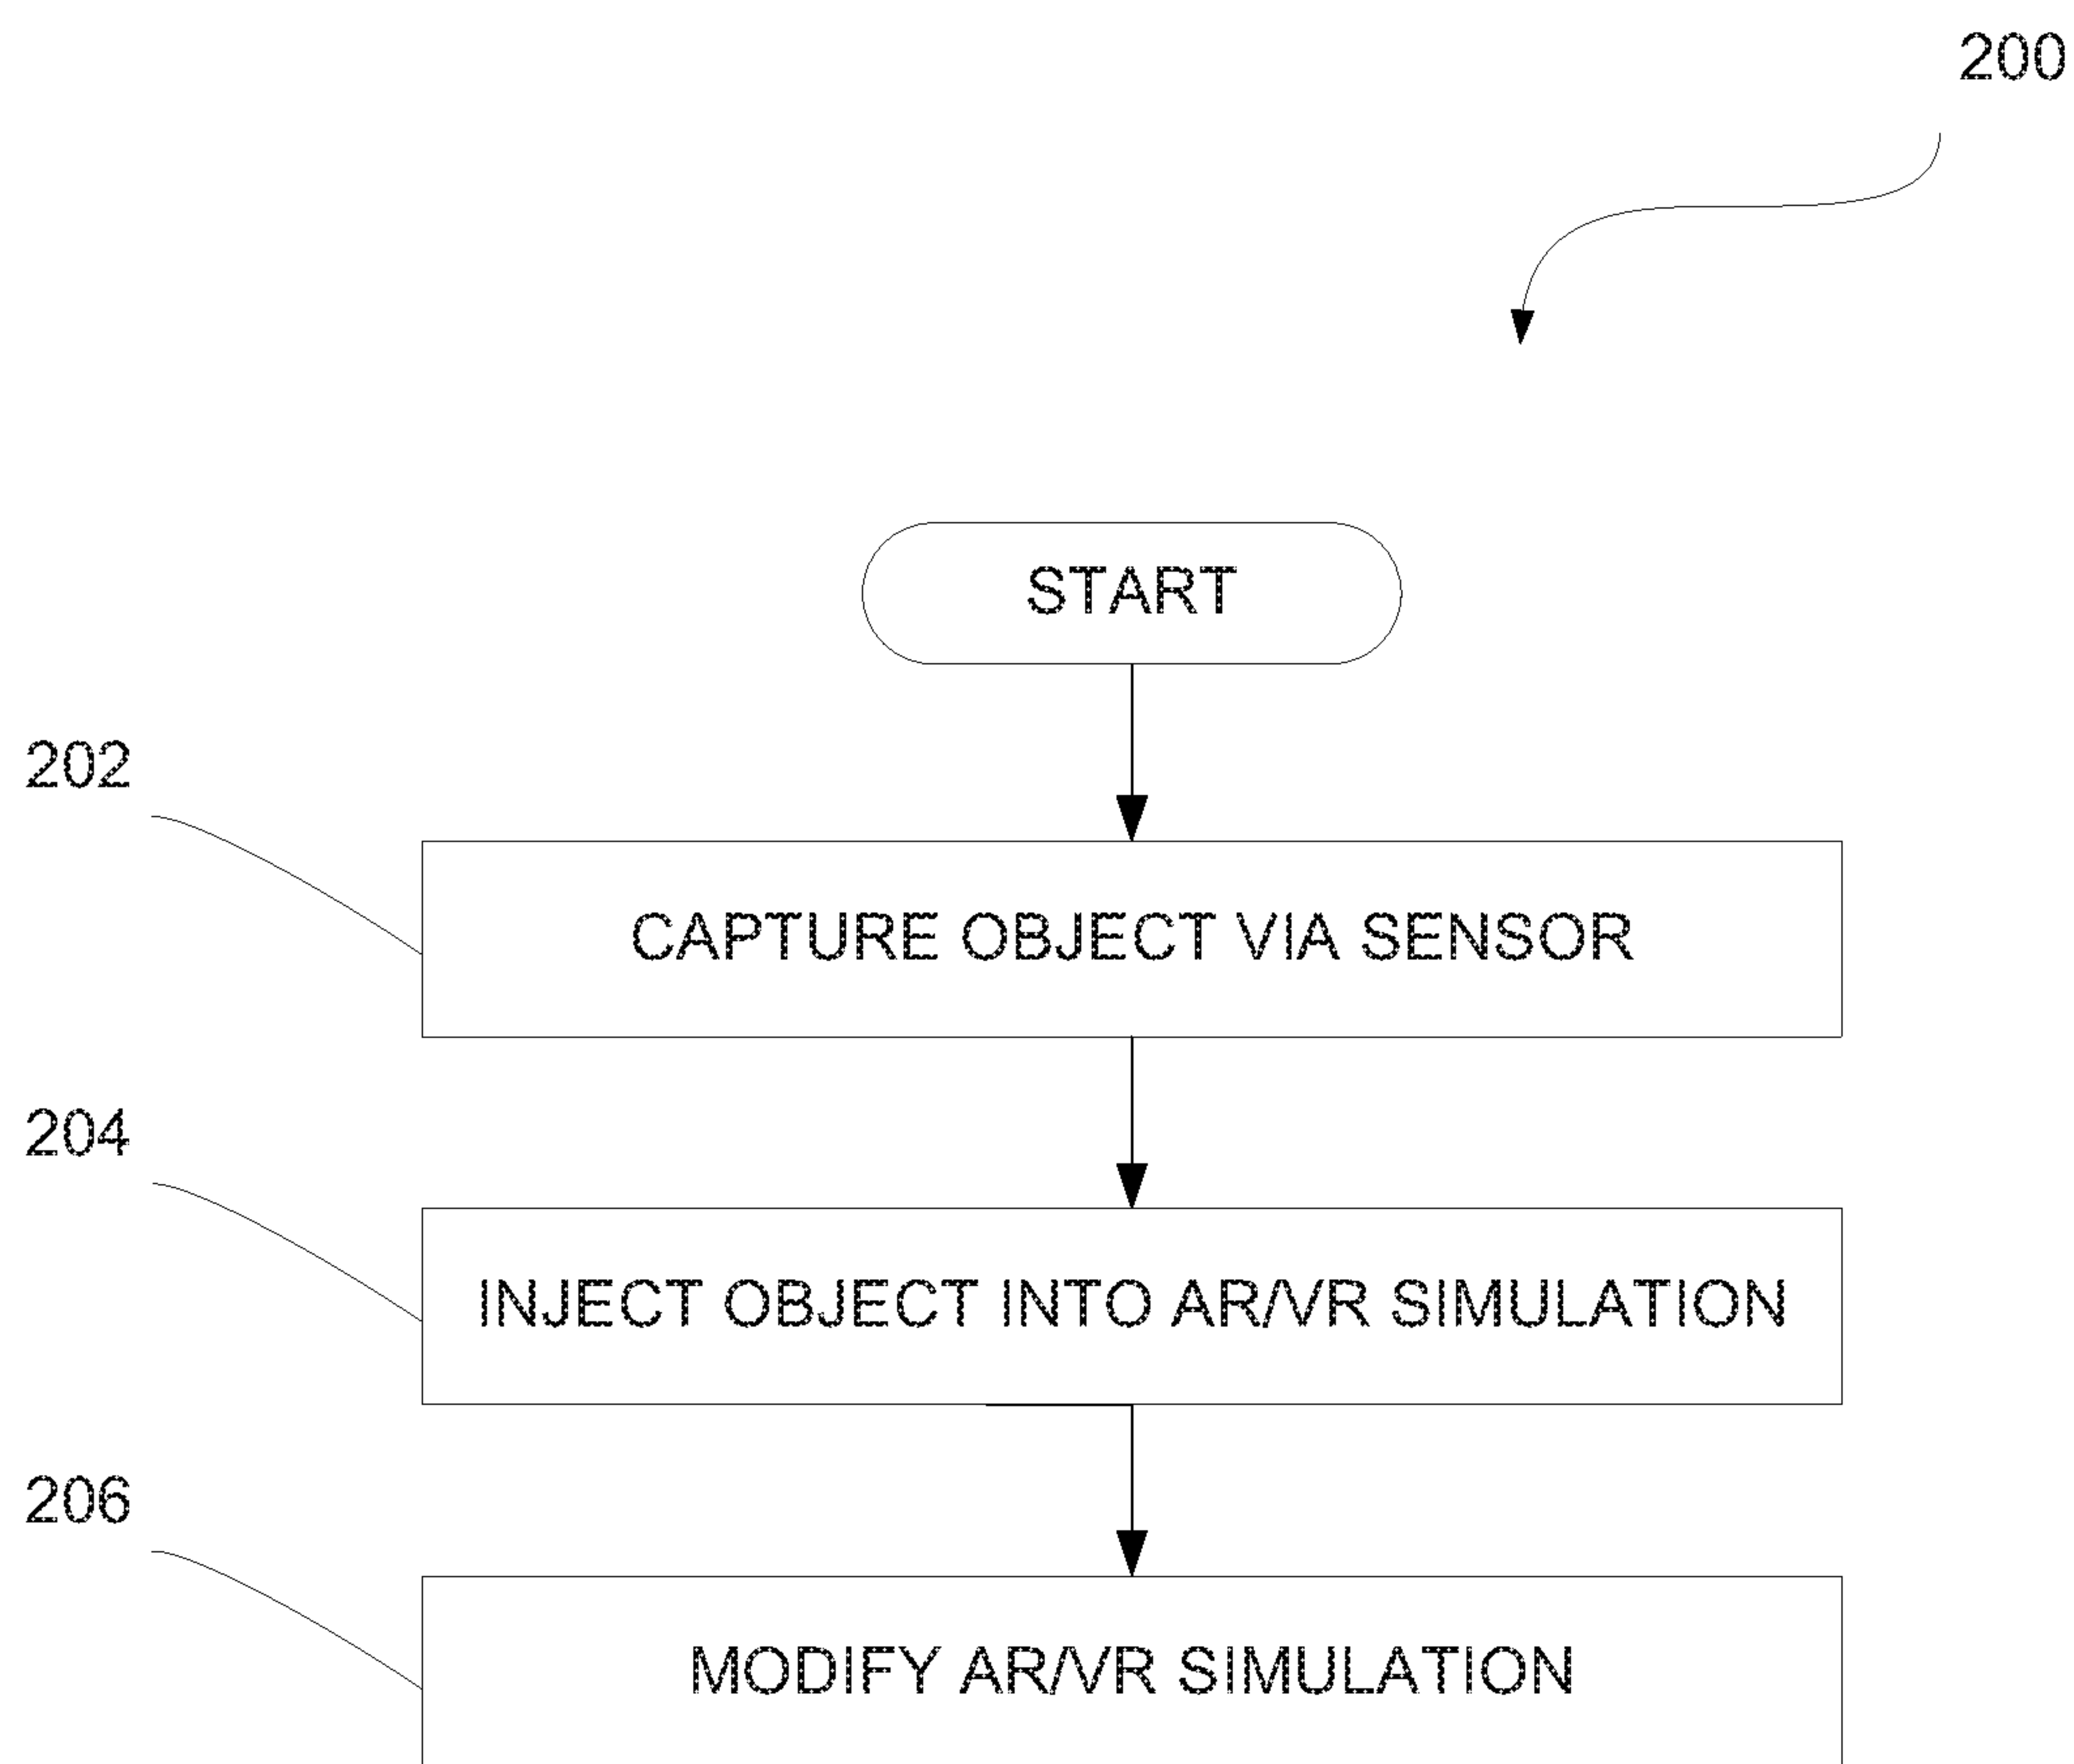 200
START
202
CAPTURE OBJECT VIA SENSOR
204
INJECT OBJECT INTO AR/VR SIMULATION
206
MODIFY AR/VR SIMULATION